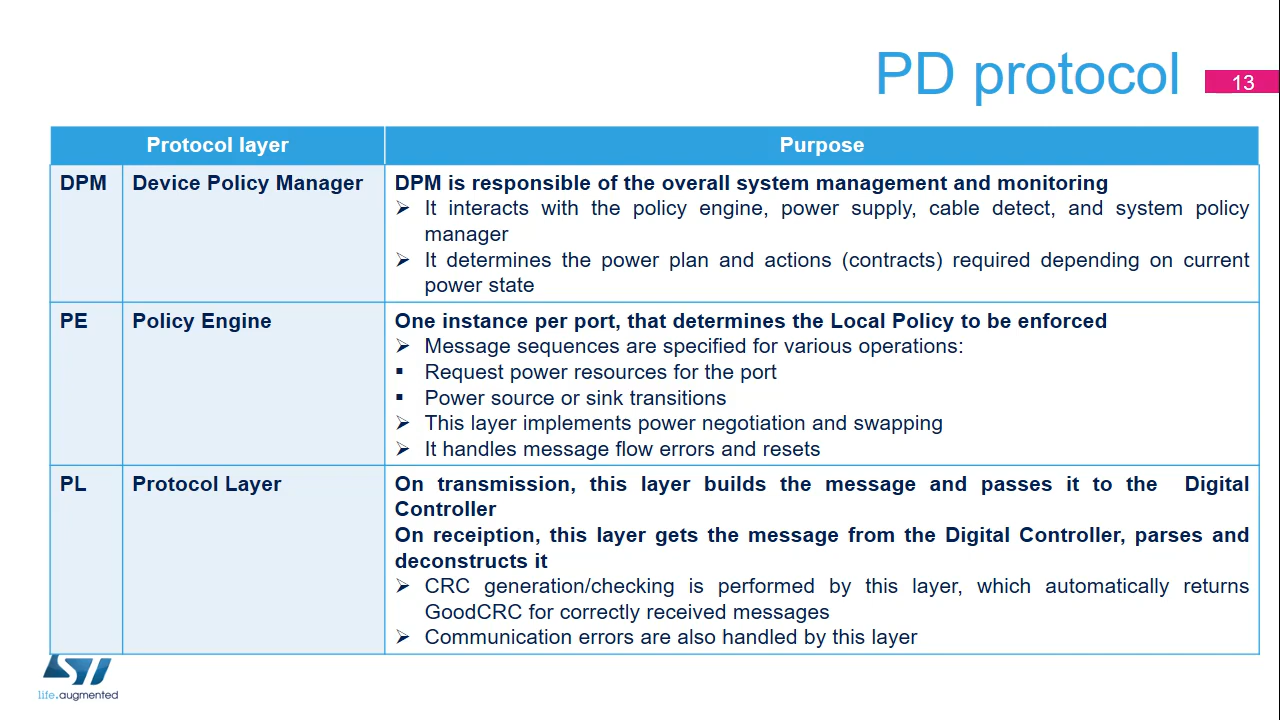 PD protocol
13
Protocol layer
Purpose
DPM
Device Policy Manager
DPM is responsible of the overall system management and monitoring
➢ It interacts with the policy engine, power supply, cable detect, and system policy
manager
➢ It determines the power plan and actions (contracts) required depending on current
power state
PE
Policy Engine
One instance per port, that determines the Local Policy to be enforced
➢ Message sequences are specified for various operations:
▪ Request power resources for the port
▪ Power source or sink transitions
➢ This layer implements power negotiation and swapping
➢ It handles message flow errors and resets
PL
Protocol Layer
On transmission, this layer builds the message and passes it to the Digital
Controller
On receiption, this layer gets the message from the Digital Controller, parses and
deconstructs it
➢ CRC generation/checking is performed by this layer, which automatically returns
GoodCRC for correctly received messages
➢ Communication errors are also handled by this layer
ST
life.augmented